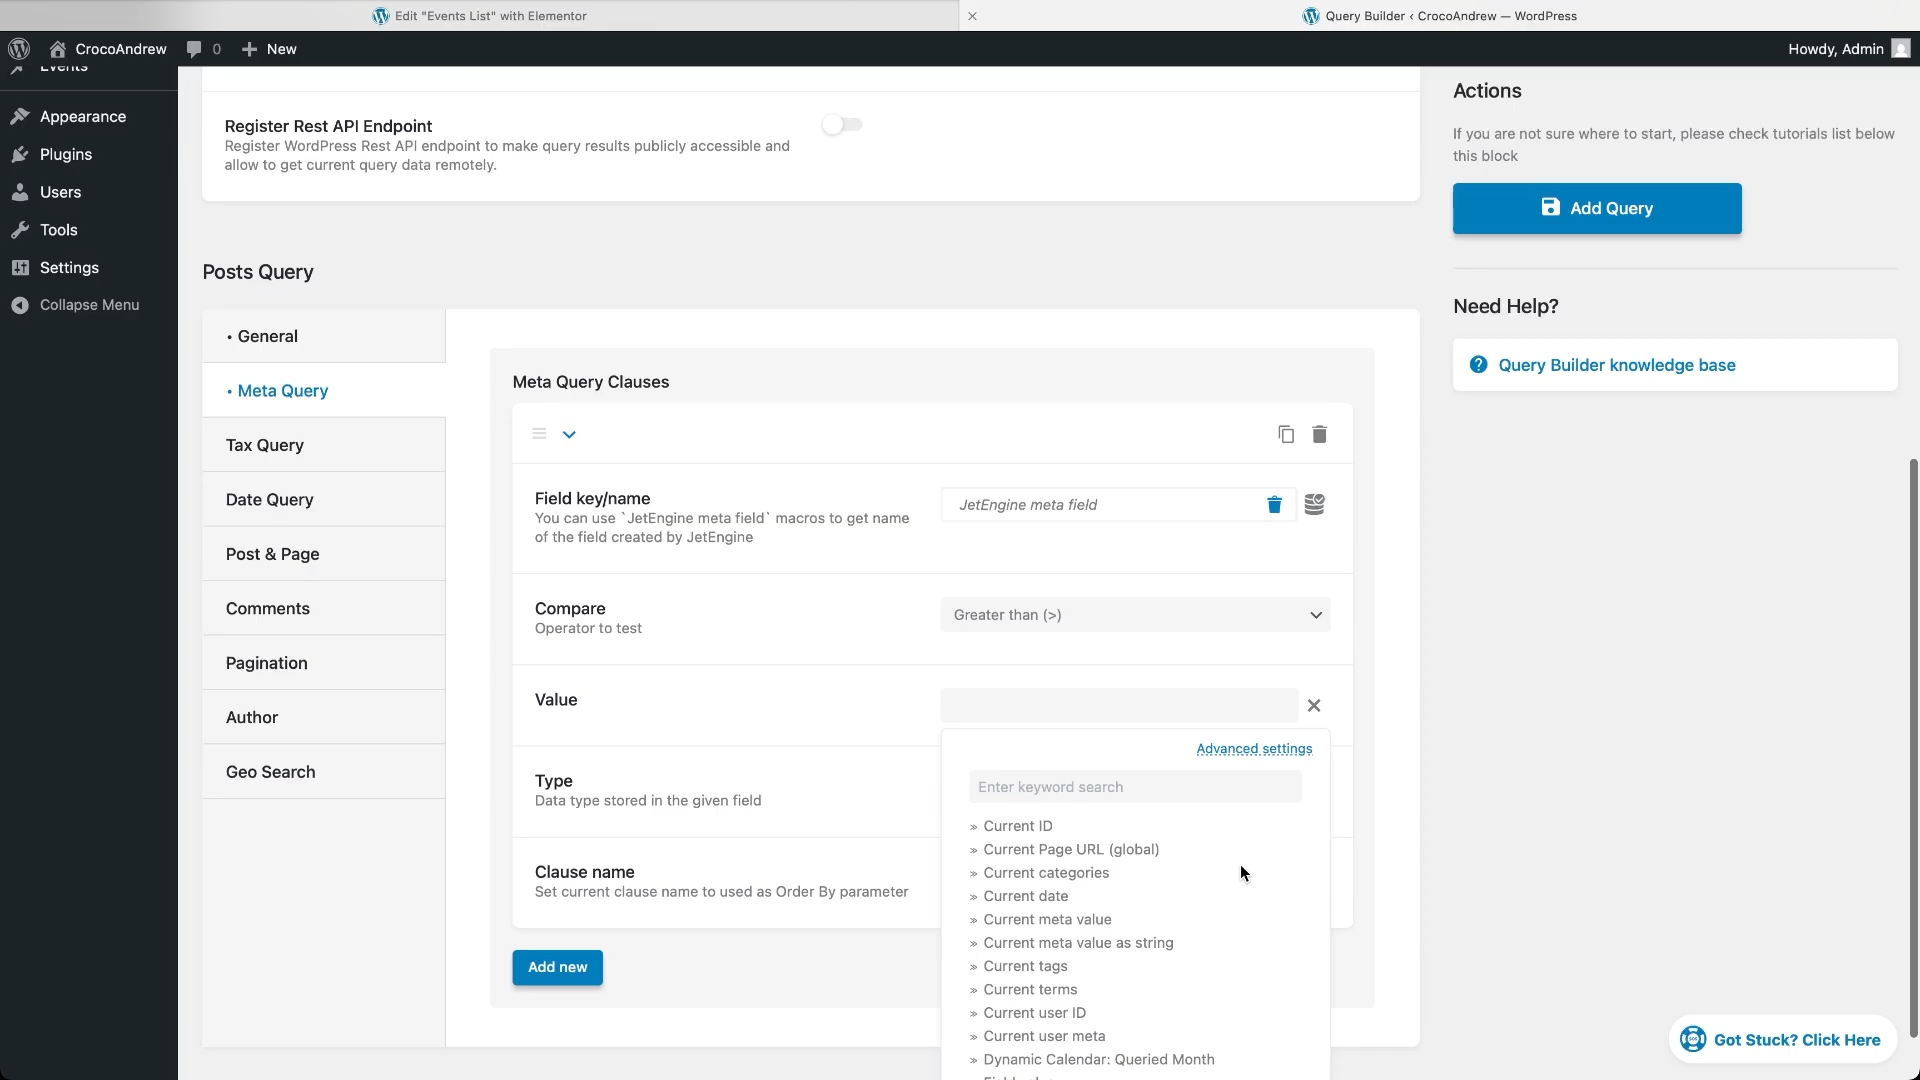 Edit "Events List" with Elementor
Query Builder ‹ CrocoAndrew — WordPress
CrocoAndrew
0
New
Howdy, Admin
Events
Appearance
Plugins
Users
Tools
Settings
Collapse Menu
Register Rest API Endpoint
Register WordPress Rest API endpoint to make query results publicly accessible and
allow to get current query data remotely.
Posts Query
• General
• Meta Query
Tax Query
Date Query
Post & Page
Comments
Pagination
Author
Geo Search
Meta Query Clauses
Field key/name
You can use `JetEngine meta field` macros to get name
of the field created by JetEngine
JetEngine meta field
Compare
Operator to test
Greater than (>)
Value
Advanced settings
Enter keyword search
» Current ID
» Current Page URL (global)
» Current categories
» Current date
» Current meta value
» Current meta value as string
» Current tags
» Current terms
» Current user ID
» Current user meta
» Dynamic Calendar: Queried Month
Type
Data type stored in the given field
Clause name
Set current clause name to used as Order By parameter
Add new
Actions
If you are not sure where to start, please check tutorials list below
this block
Add Query
Need Help?
Query Builder knowledge base
Got Stuck? Click Here